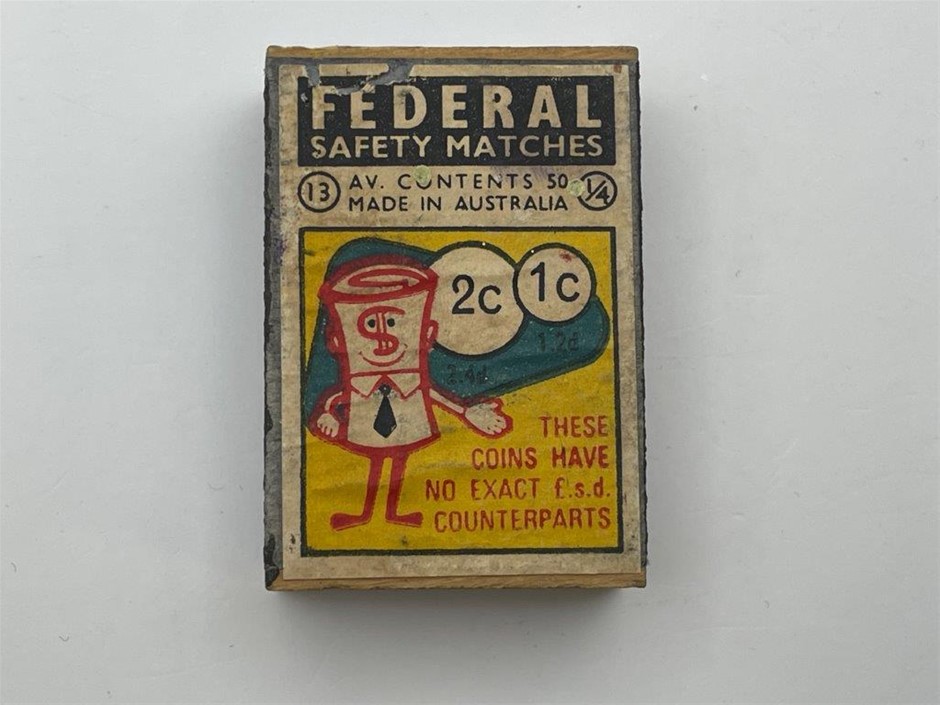 FEDERAL
SAFETY MATCHES
13 AV. CONTENTS 50 1/4
MADE IN AUSTRALIA
2c 1c
$
1.2d
2.4d
THESE
COINS HAVE
NO EXACT £.s.d.
COUNTERPARTS